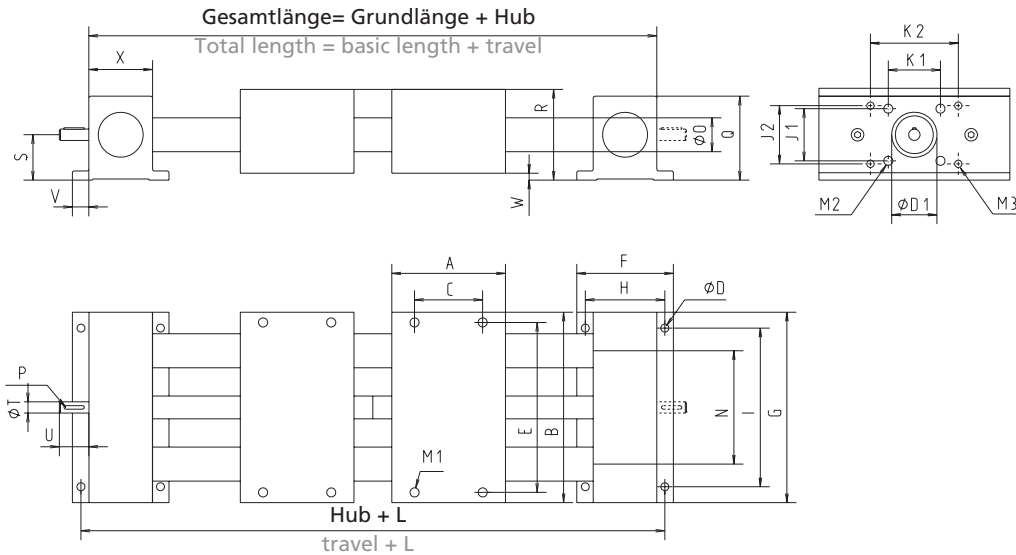 Gesamtlänge= Grundlänge + Hub
Total length = basic length + travel
X
S
V
R
W
ØO
Q
K2
K1
J2
J1
M2
ØD1
M3
A
C
F
H
ØD
P
ØT
U
M1
E
B
N
I
G
Hub + L
travel + L